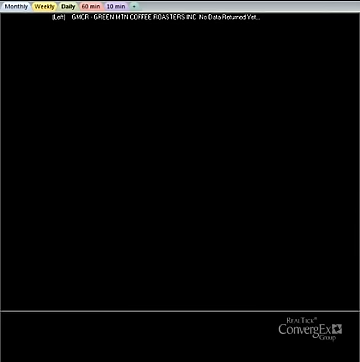 Monthly Weekly Daily 60 min 10 min +
(Left) GMCR - GREEN MTN COFFEE ROASTERS INC No Data Returned Yet...
REALTICK®
ConvergEx
Group